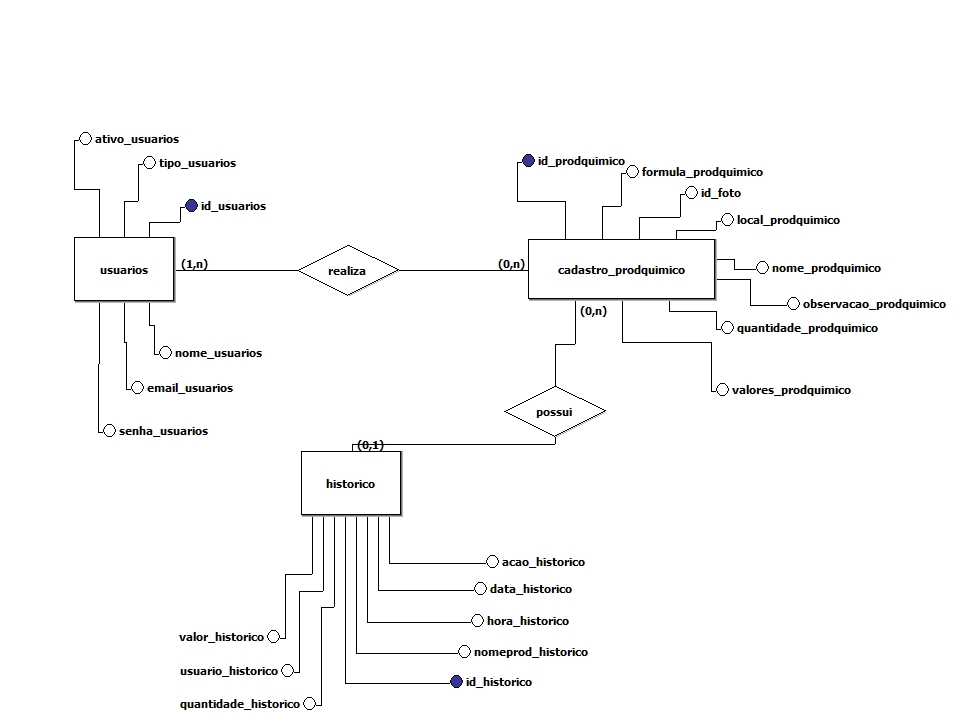 ativo_usuarios
tipo_usuarios
id_usuarios
usuarios
(1,n)
realiza
(0,n)
nome_usuarios
email_usuarios
senha_usuarios
id_prodquimico
formula_prodquimico
id_foto
local_prodquimico
cadastro_prodquimico
nome_prodquimico
observacao_prodquimico
(0,n)
quantidade_prodquimico
valores_prodquimico
possui
(0,1)
historico
acao_historico
data_historico
hora_historico
valor_historico
nomeprod_historico
usuario_historico
id_historico
quantidade_historico